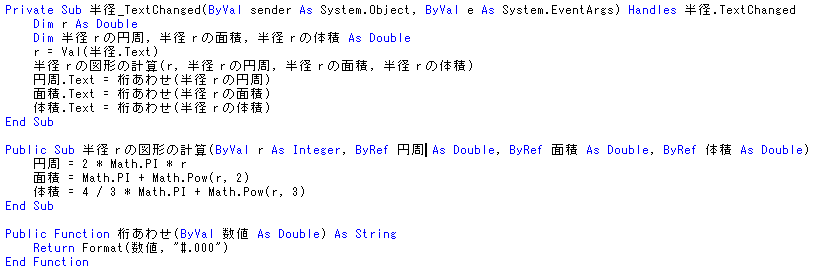 Private Sub 半径_TextChanged(ByVal sender As System.Object, ByVal e As System.EventArgs) Handles 半径.TextChanged
    Dim r As Double
    Dim 半径ｒの円周, 半径ｒの面積, 半径ｒの体積 As Double
    r = Val(半径.Text)
    半径ｒの図形の計算(r, 半径ｒの円周, 半径ｒの面積, 半径ｒの体積)
    円周.Text = 桁あわせ(半径ｒの円周)
    面積.Text = 桁あわせ(半径ｒの面積)
    体積.Text = 桁あわせ(半径ｒの体積)
End Sub

Public Sub 半径ｒの図形の計算(ByVal r As Integer, ByRef 円周 As Double, ByRef 面積 As Double, ByRef 体積 As Double)
    円周 = 2 * Math.PI * r
    面積 = Math.PI + Math.Pow(r, 2)
    体積 = 4 / 3 * Math.PI + Math.Pow(r, 3)
End Sub

Public Function 桁あわせ(ByVal 数値 As Double) As String
    Return Format(数値, "#.000")
End Function